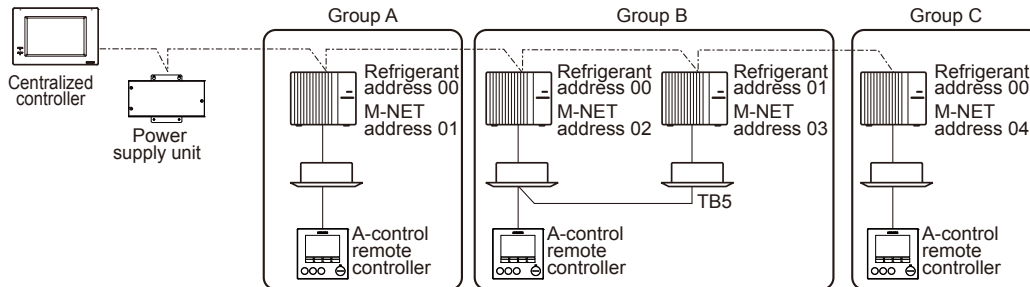 Group A
Group B
Group C
Centralized
controller
Power
supply unit
Refrigerant
address 00
M-NET
address 01
A-control
remote
controller
Refrigerant
address 00
M-NET
address 02
A-control
remote
controller
Refrigerant
address 01
M-NET
address 03
TB5
Refrigerant
address 00
M-NET
address 04
A-control
remote
controller